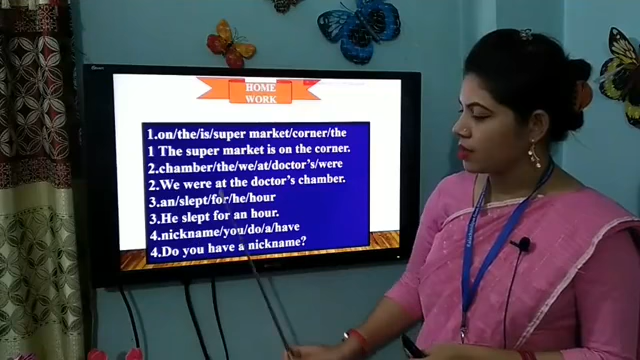 HOME
WORK
1.on/the/is/super market/corner/the
1 The super market is on the corner.
2.chamber/the/we/at/doctor's/were
2.We were at the doctor's chamber.
3.an/slept/for/he/hour
3.He slept for an hour.
4.nickname/you/do/a/have
4.Do you have a nickname?